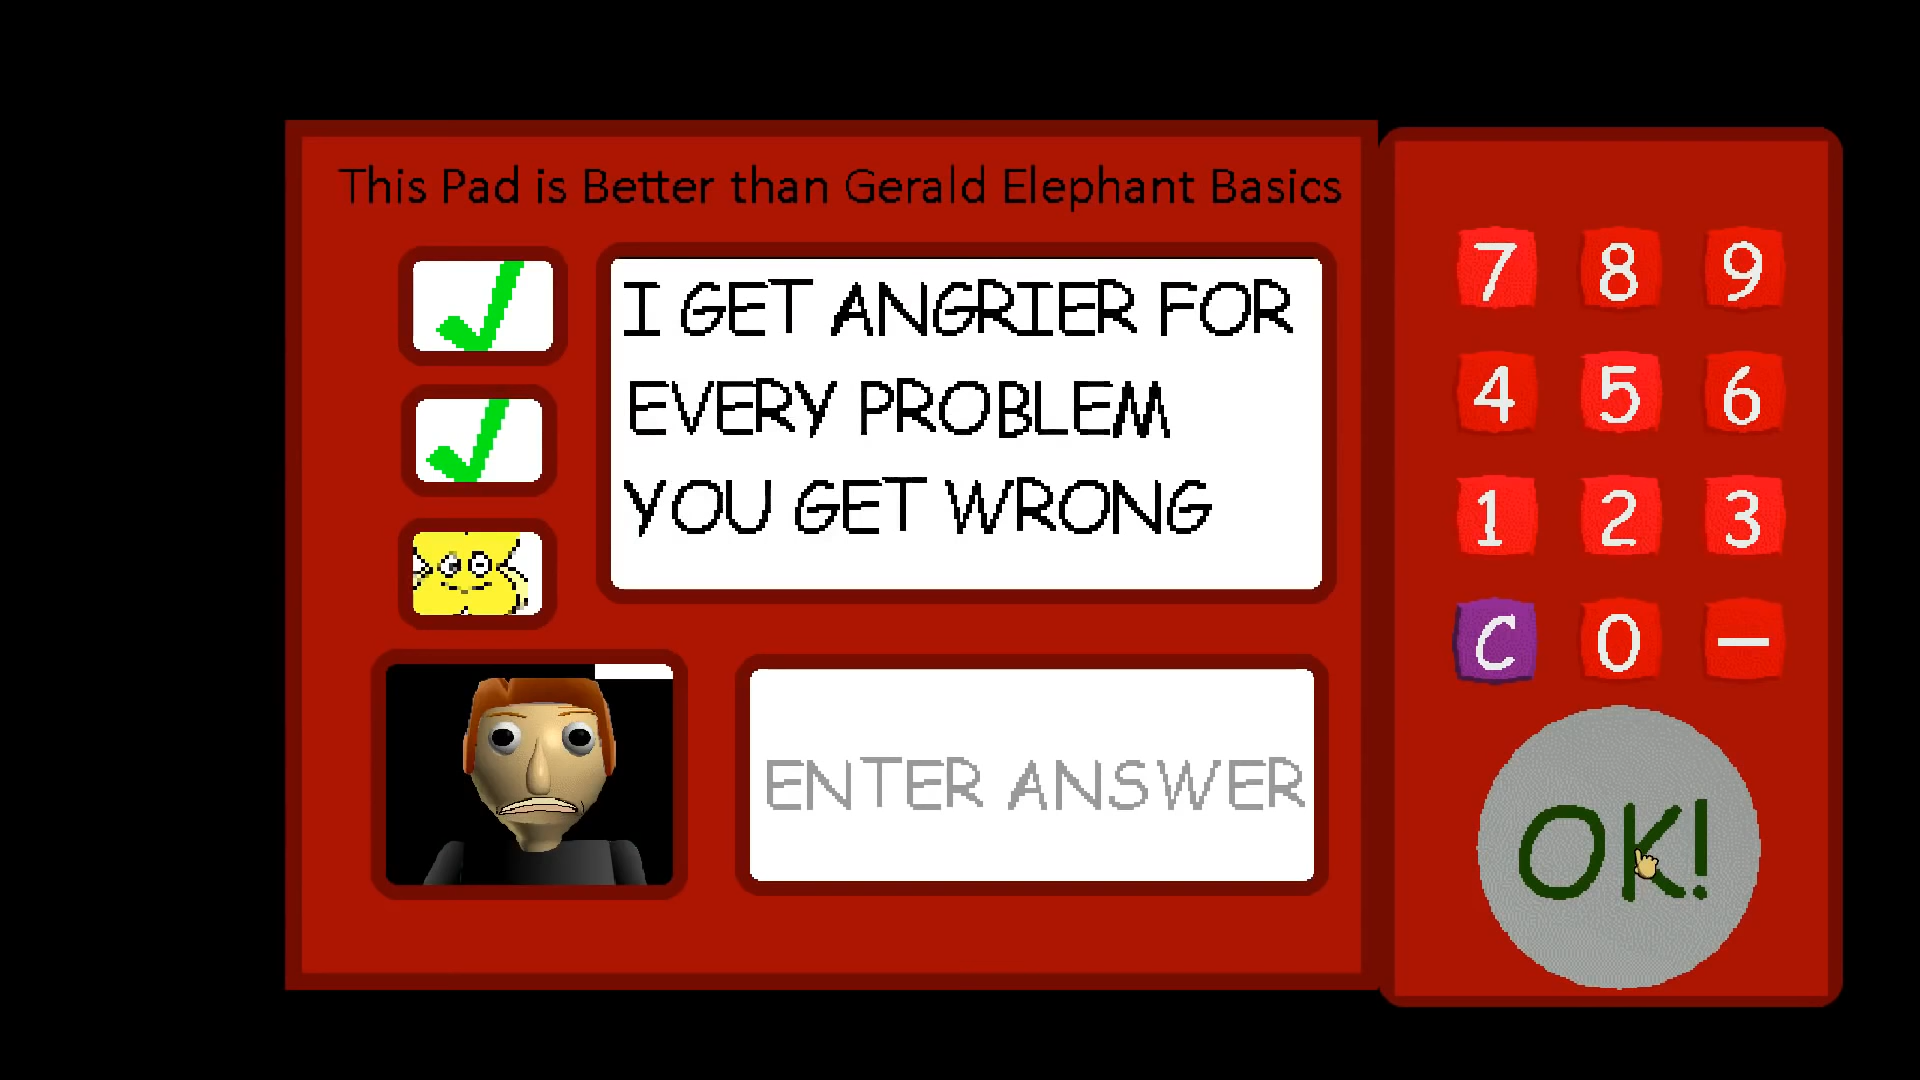 This Pad is Better than Gerald Elephant Basics
I GET ANGRIER FOR
EVERY PROBLEM
YOU GET WRONG
ENTER ANSWER
7 8 9
4 5 6
1 2 3
C 0 —
OK!